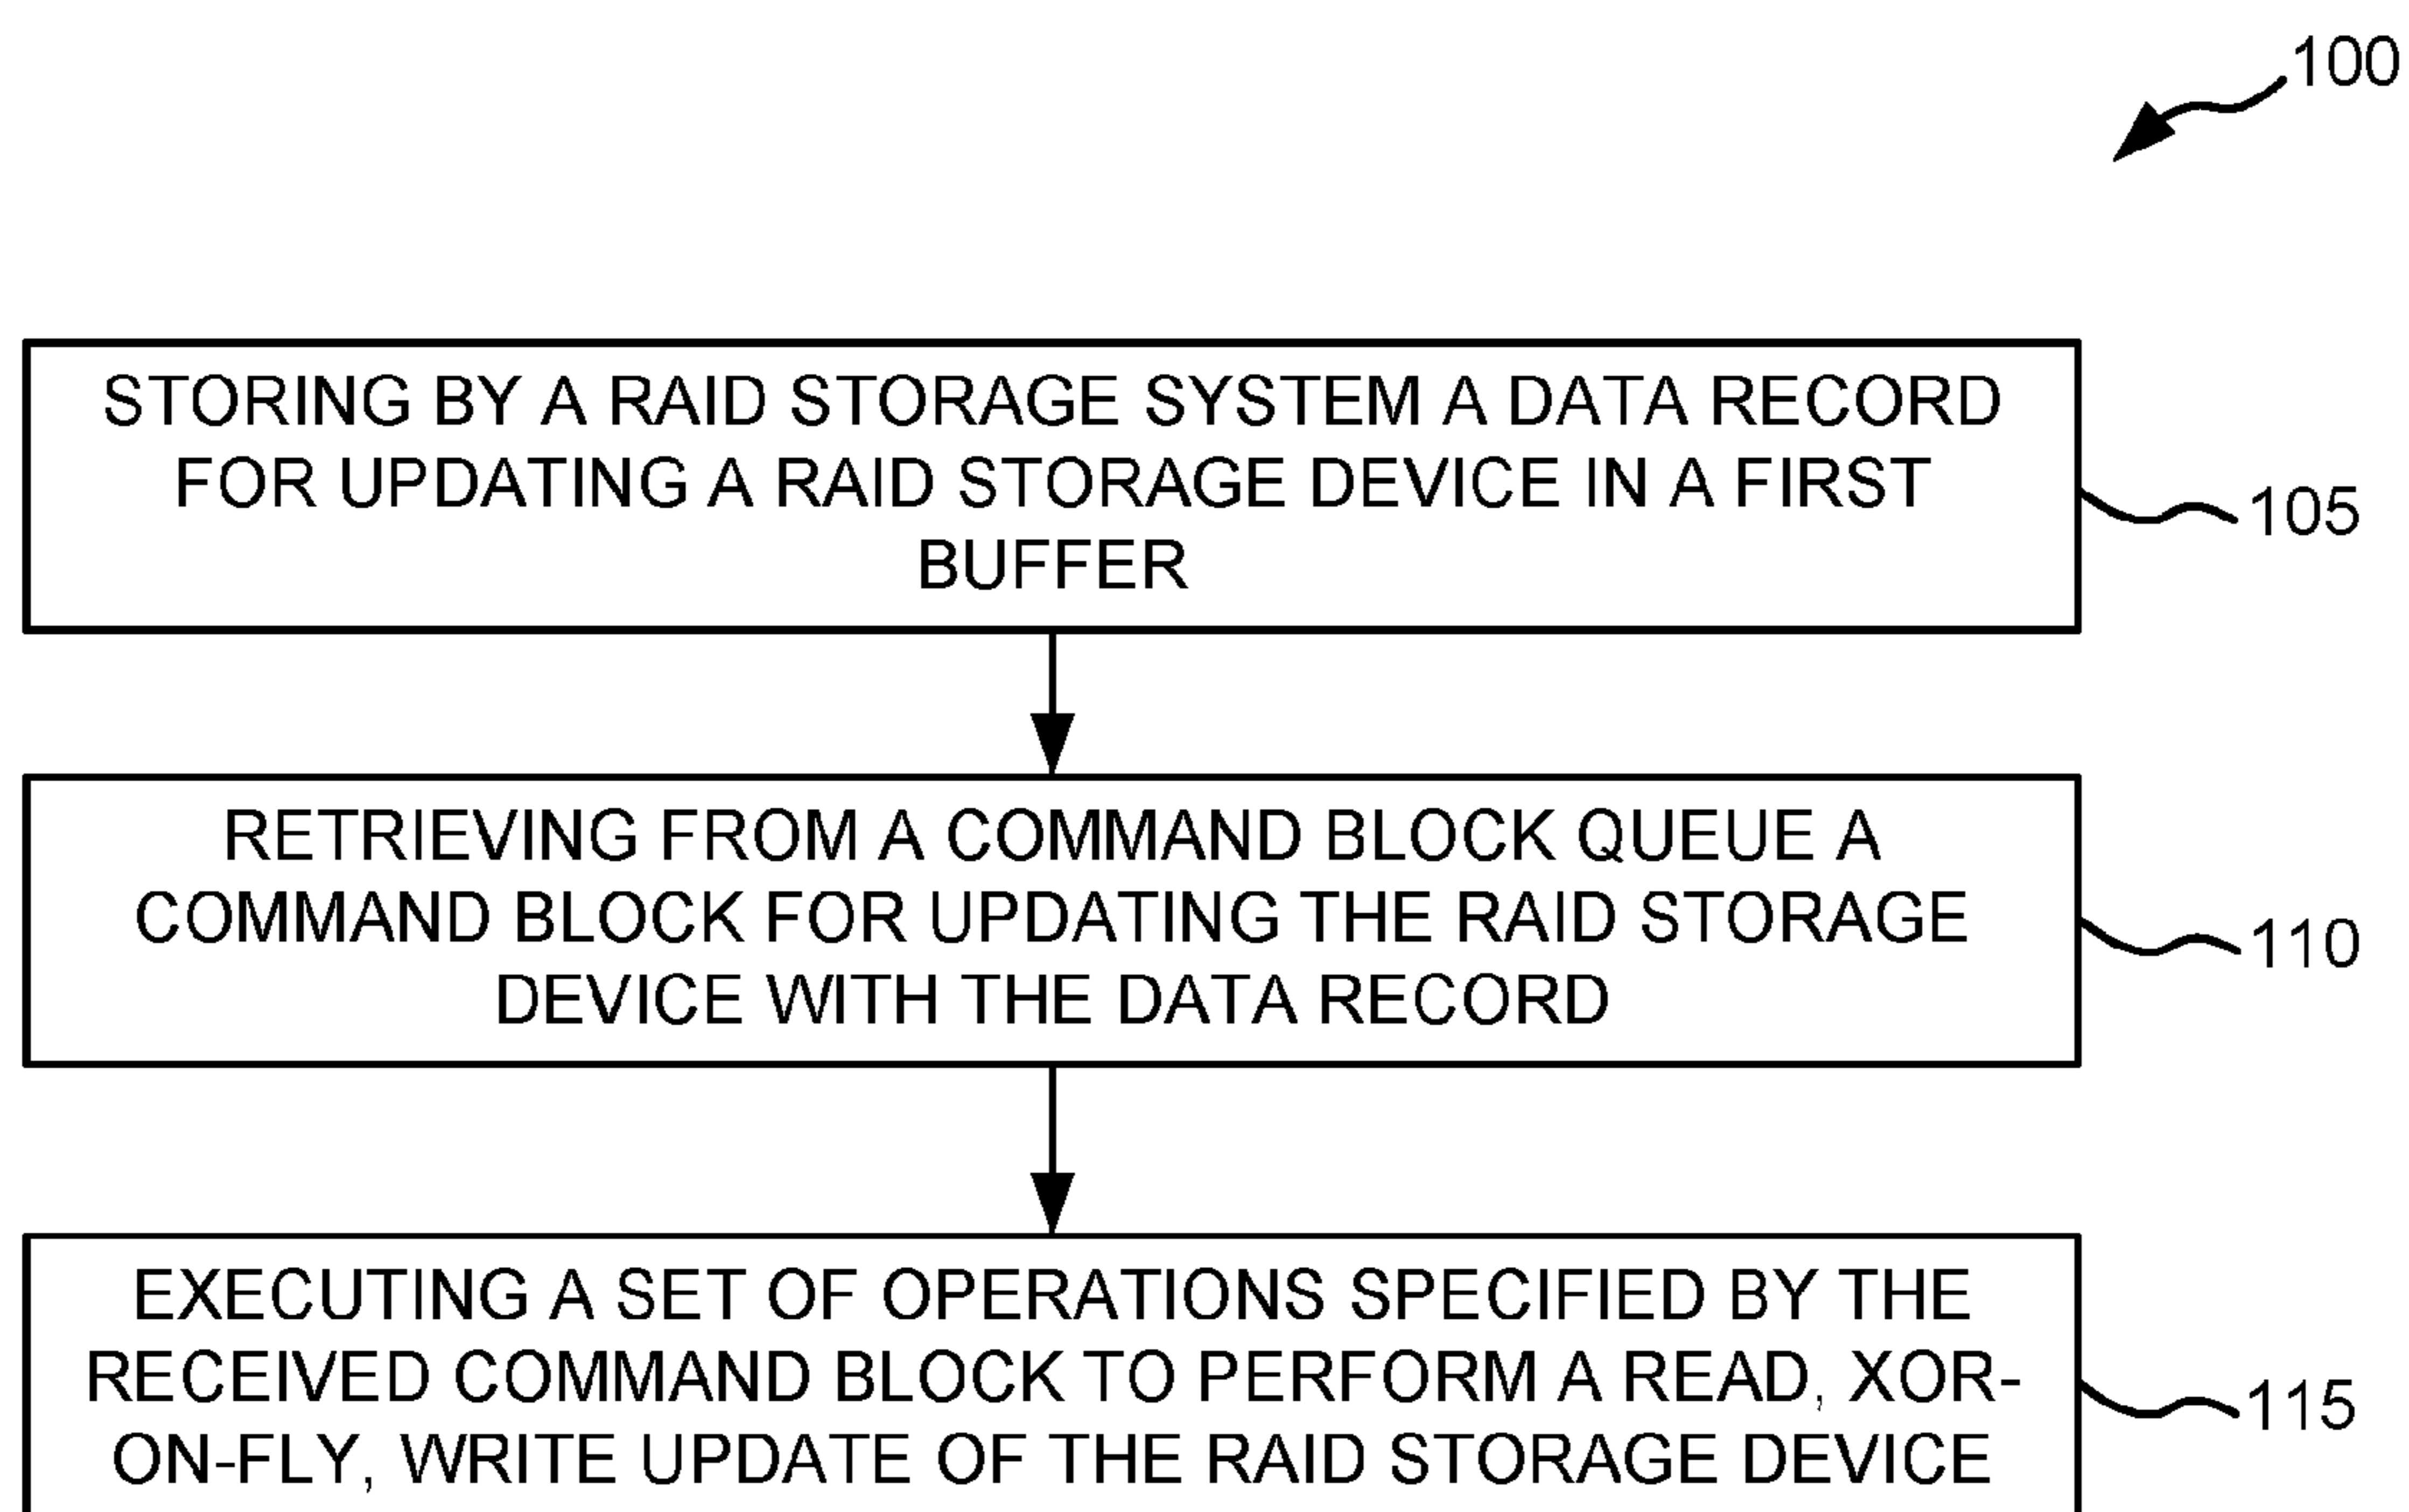 100
STORING BY A RAID STORAGE SYSTEM A DATA RECORD
FOR UPDATING A RAID STORAGE DEVICE IN A FIRST
BUFFER
105
RETRIEVING FROM A COMMAND BLOCK QUEUE A
COMMAND BLOCK FOR UPDATING THE RAID STORAGE
DEVICE WITH THE DATA RECORD
110
EXECUTING A SET OF OPERATIONS SPECIFIED BY THE
RECEIVED COMMAND BLOCK TO PERFORM A READ, XOR-
ON-FLY, WRITE UPDATE OF THE RAID STORAGE DEVICE
115